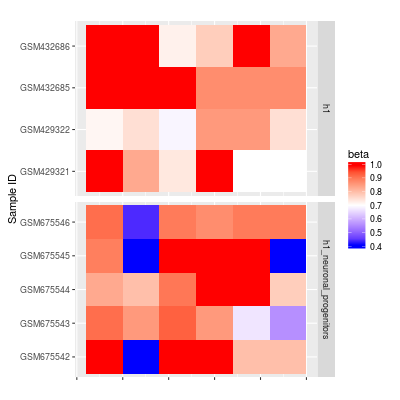 GSM432686
GSM432685
GSM429322
GSM429321
h1
Sample ID
GSM675546
GSM675545
GSM675544
GSM675543
GSM675542
h1_neuronal_progenitors
beta
1.0
0.9
0.8
0.7
0.6
0.5
0.4